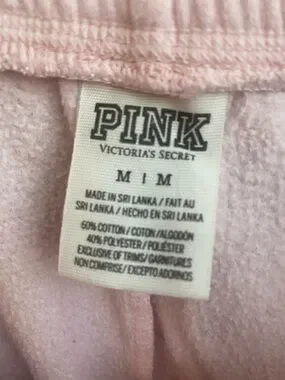 PINK
VICTORIA'S SECRET
M | M
MADE IN SRI LANKA / FAIT AU
SRI LANKA / HECHO EN SRI LANKA
60% COTTON / COTON / ALGODÓN
40% POLYESTER / POLIÉSTER
EXCLUSIVE OF TRIMS/ GARNITURES
NON COMPRISE/ EXCEPTO ADORNOS